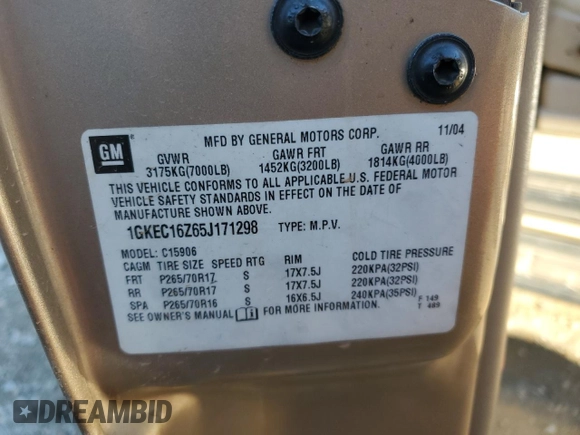 GM
MFD BY GENERAL MOTORS CORP. 11/04
GVWR GAWR FRT GAWR RR
3175KG(7000LB) 1452KG(3200LB) 1814KG(4000LB)
THIS VEHICLE CONFORMS TO ALL APPLICABLE U.S. FEDERAL MOTOR
VEHICLE SAFETY STANDARDS IN EFFECT ON THE DATE OF
MANUFACTURE SHOWN ABOVE.
1GKEC16Z65J171298 TYPE: M.P.V.
MODEL: C15906
CAGM TIRE SIZE SPEED RTG RIM COLD TIRE PRESSURE
FRT P265/70R17 S 17X7.5J 220KPA(32PSI)
RR P265/70R17 S 17X7.5J 220KPA(32PSI)
SPA P265/70R16 S 16X6.5J 240KPA(35PSI) F 149
SEE OWNER'S MANUAL FOR MORE INFORMATION. T 489
DREAMBID